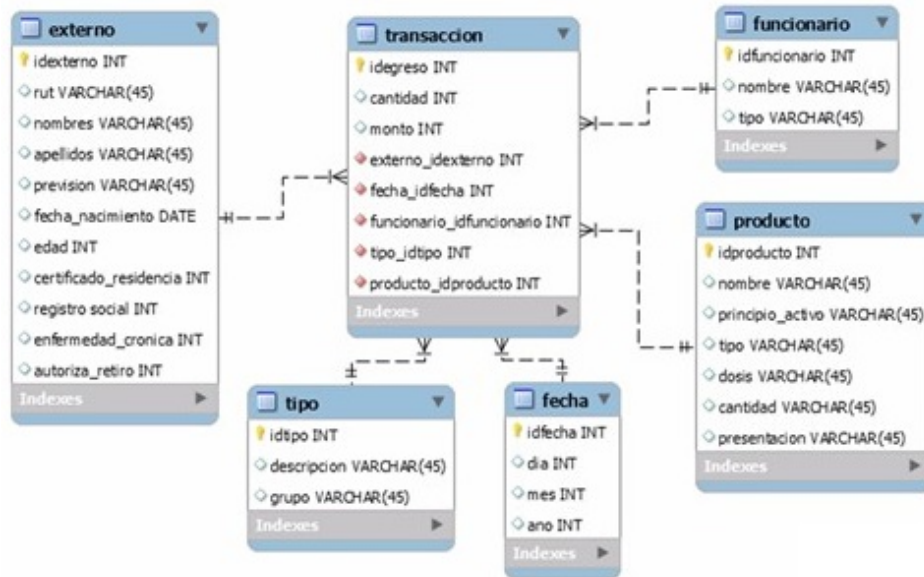 externo
idexterno INT
rut VARCHAR(45)
nombres VARCHAR(45)
apellidos VARCHAR(45)
prevision VARCHAR(45)
fecha_nacimiento DATE
edad INT
certificado_residencia INT
registro social INT
enfermedad_cronica INT
autoriza_retiro INT
Indexes
transaccion
idegreso INT
cantidad INT
monto INT
externo_idexterno INT
fecha_idfecha INT
funcionario_idfuncionario INT
tipo_idtipo INT
producto_idproducto INT
Indexes
funcionario
idfuncionario INT
nombre VARCHAR(45)
tipo VARCHAR(45)
Indexes
producto
idproducto INT
nombre VARCHAR(45)
principio_activo VARCHAR(45)
tipo VARCHAR(45)
dosis VARCHAR(45)
cantidad VARCHAR(45)
presentacion VARCHAR(45)
Indexes
tipo
idtipo INT
descripcion VARCHAR(45)
grupo VARCHAR(45)
Indexes
fecha
idfecha INT
dia INT
mes INT
ano INT
Indexes